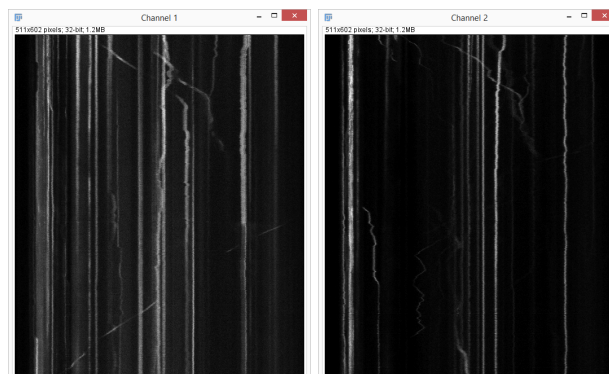 Channel 1
511x602 pixels; 32-bit; 1.2MB
Channel 2
511x602 pixels; 32-bit; 1.2MB